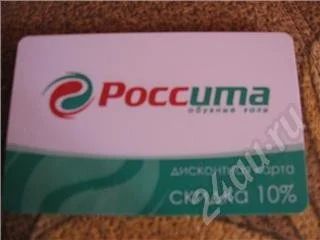 Россита
обувные залы
дисконтная карта
скидка 10%
24au.ru